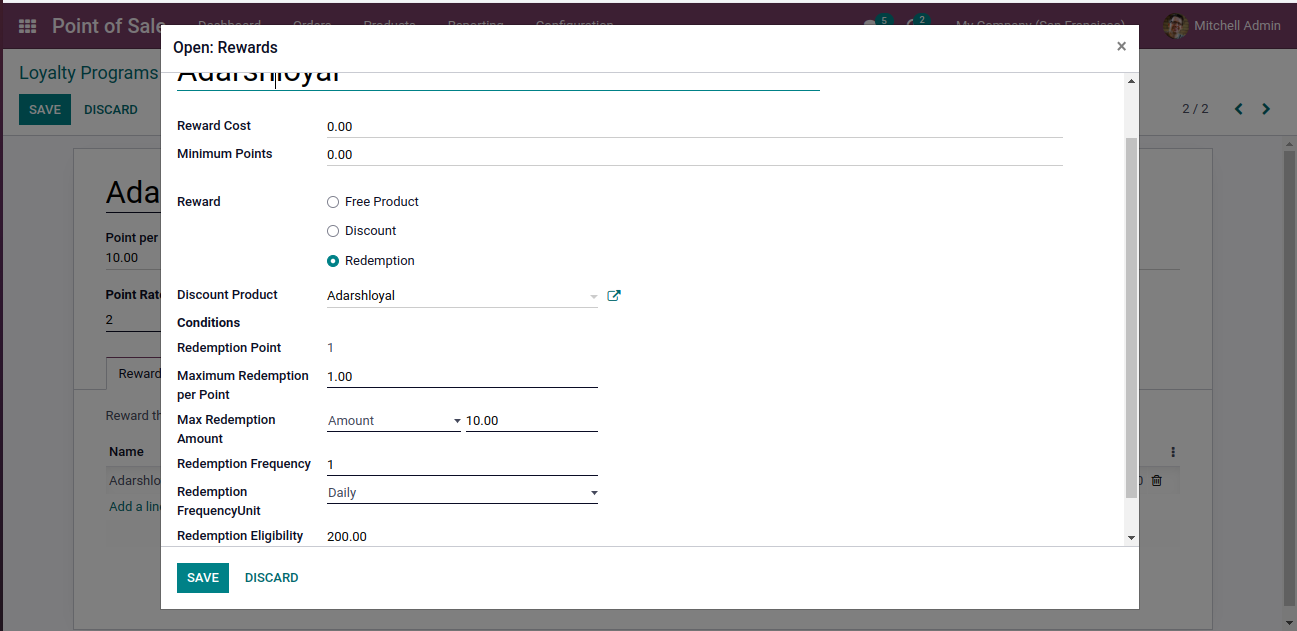 Point of Sale Dashboard Orders Products Reporting Configuration 5 2 My Company (San Francisco) Mitchell Admin
Open: Rewards ×
Loyalty Programs
Adarshloyal
SAVE DISCARD 2 / 2
Reward Cost 0.00
Minimum Points 0.00
Ada
Reward Free Product
Discount
Redemption
Point per
10.00
Point Rate
2
Discount Product Adarshloyal
Conditions
Redemption Point 1
Reward
Maximum Redemption
per Point 1.00
Reward th
Max Redemption
Amount Amount 10.00
Name
Redemption Frequency 1
Adarshlo
Redemption
FrequencyUnit Daily
Add a lin
Redemption Eligibility 200.00
SAVE DISCARD